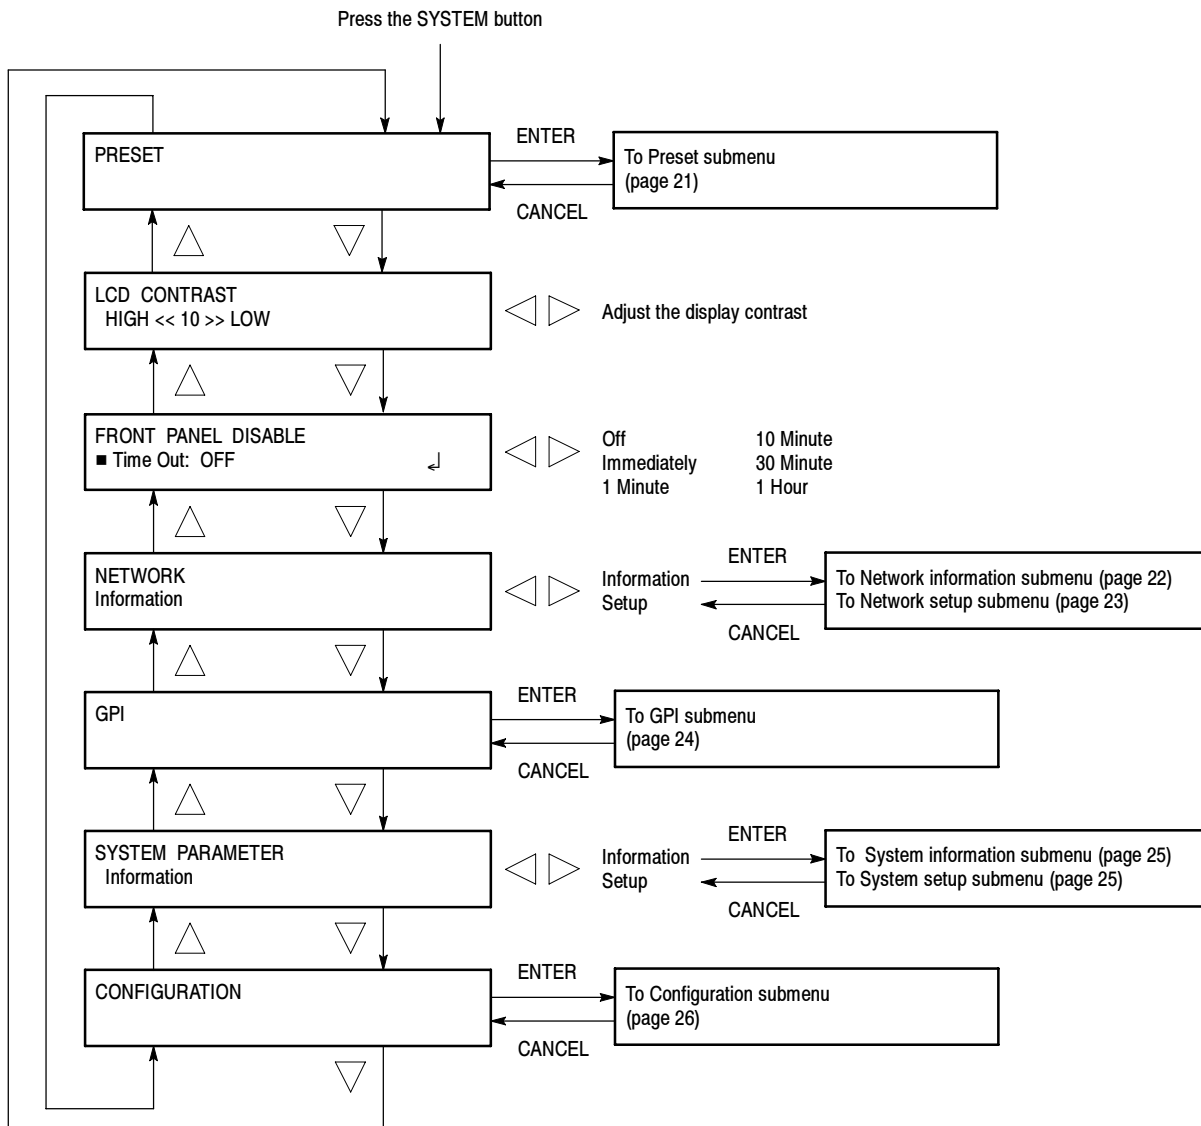 Press the SYSTEM button
PRESET
ENTER
CANCEL
To Preset submenu
(page 21)
LCD CONTRAST
HIGH << 10 >> LOW
Adjust the display contrast
FRONT PANEL DISABLE
■ Time Out: OFF ↵
Off 10 Minute
Immediately 30 Minute
1 Minute 1 Hour
NETWORK
Information
Information
Setup
ENTER
CANCEL
To Network information submenu (page 22)
To Network setup submenu (page 23)
GPI
ENTER
CANCEL
To GPI submenu
(page 24)
SYSTEM PARAMETER
Information
Information
Setup
ENTER
CANCEL
To System information submenu (page 25)
To System setup submenu (page 25)
CONFIGURATION
ENTER
CANCEL
To Configuration submenu
(page 26)